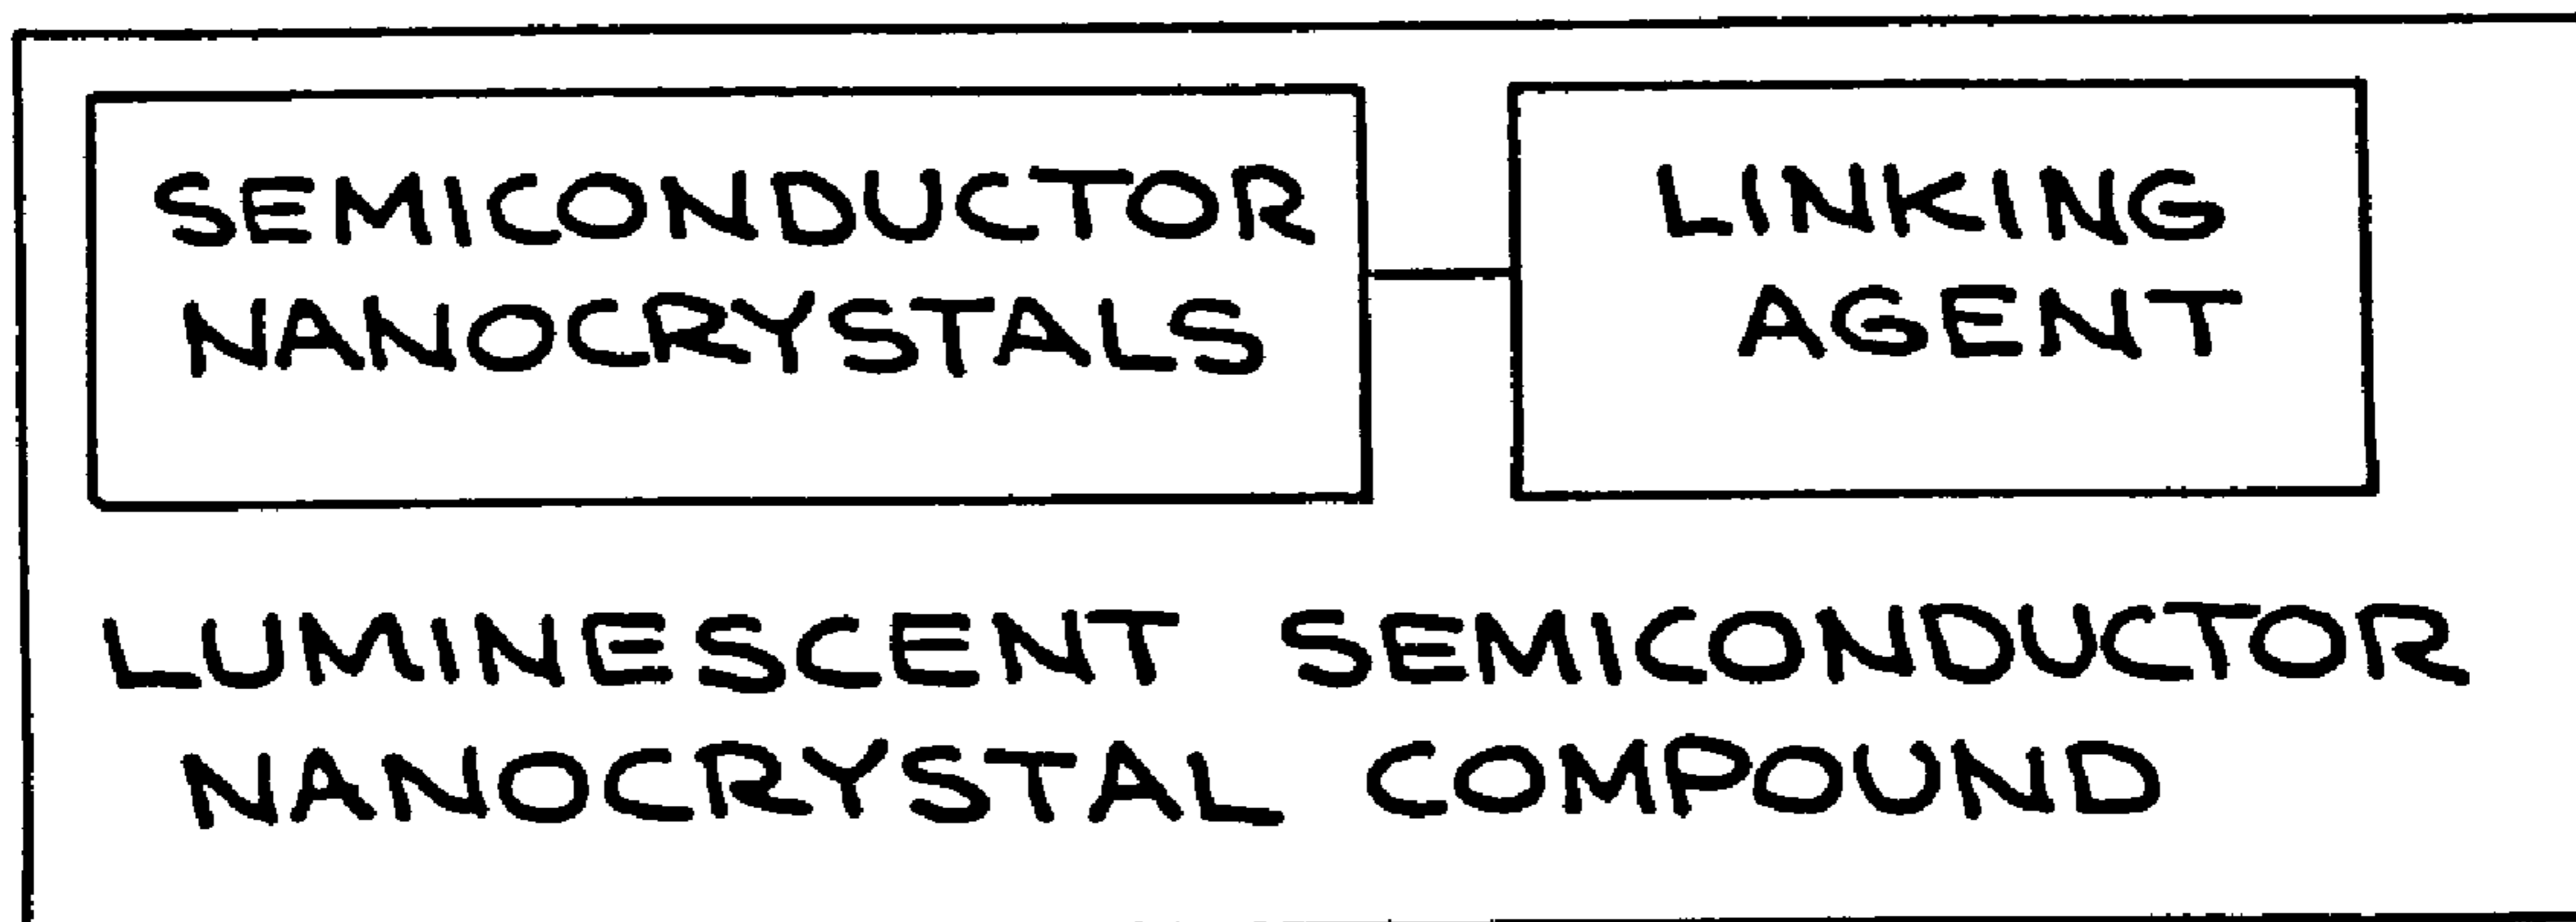 SEMICONDUCTOR
NANOCRYSTALS
LINKING
AGENT
LUMINESCENT SEMICONDUCTOR
NANOCRYSTAL COMPOUND